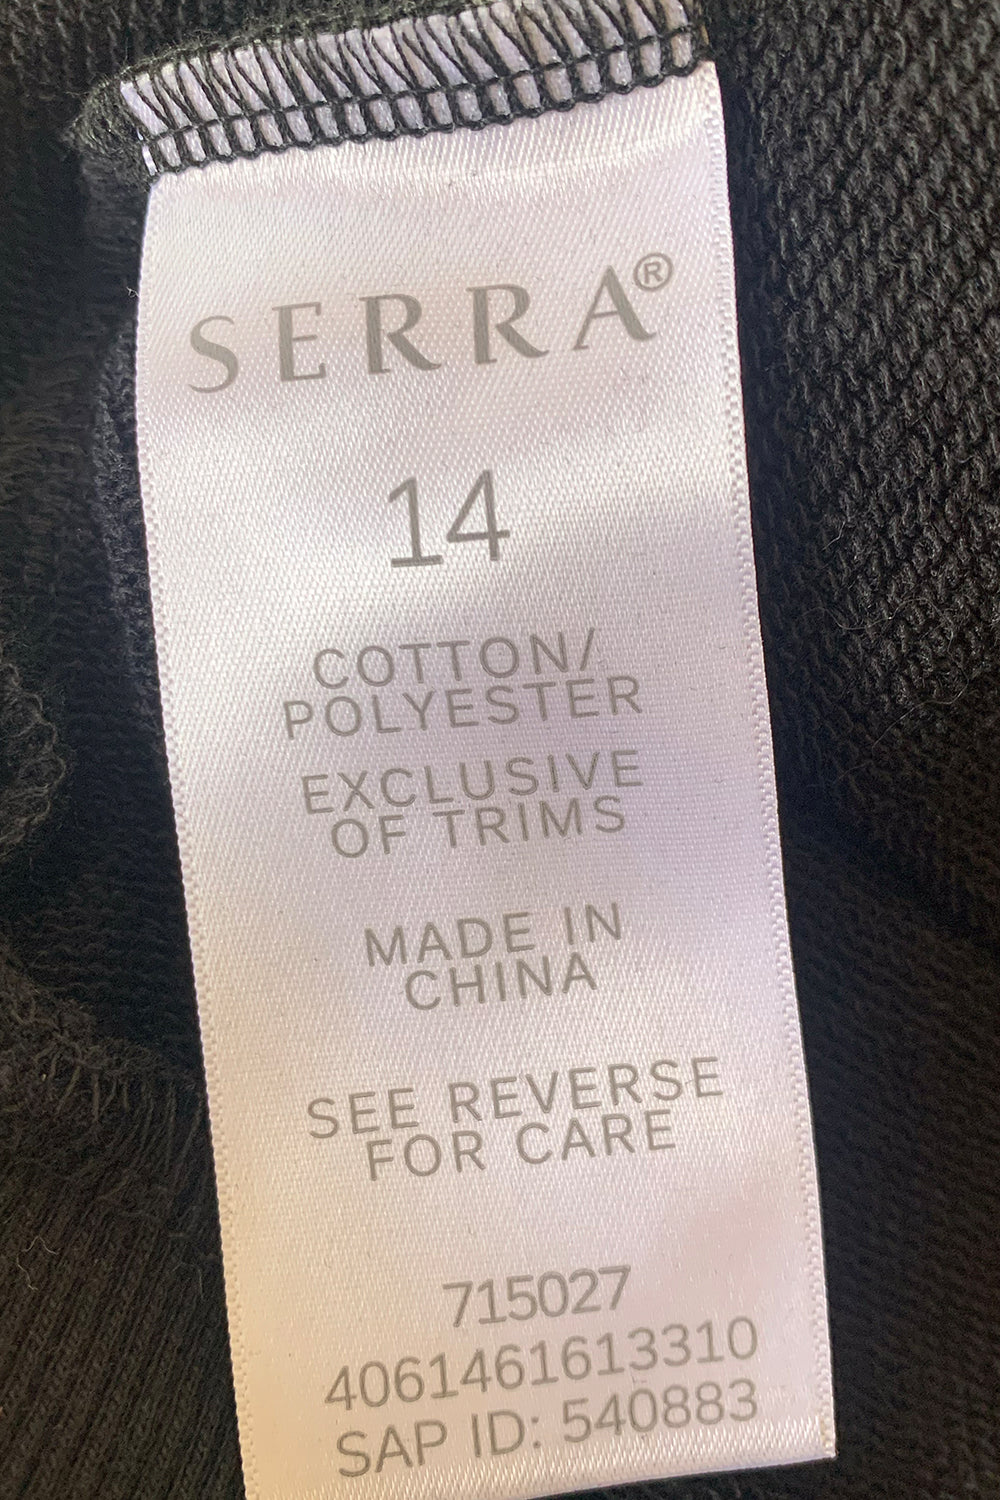 SERRA®
14
COTTON/
POLYESTER
EXCLUSIVE
OF TRIMS
MADE IN
CHINA
SEE REVERSE
FOR CARE
715027
4061461613310
SAP ID: 540883